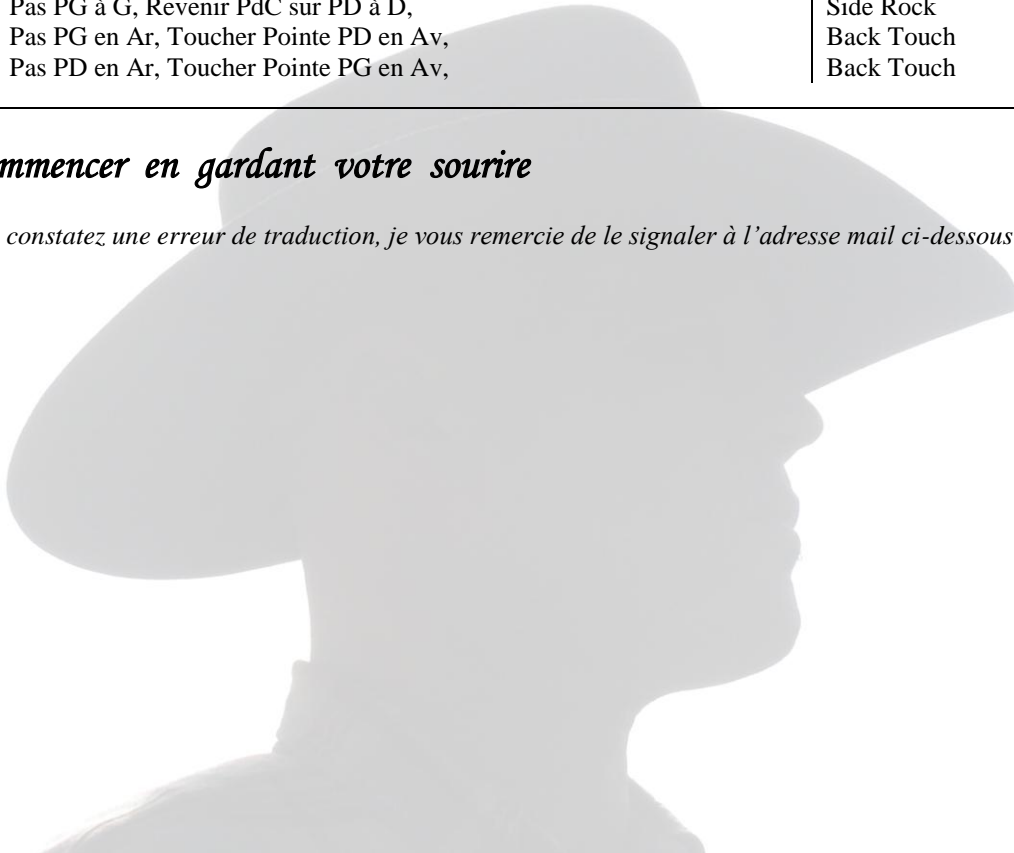 Pas PG à G, Revenir PdC sur PD à D, Side Rock
Pas PG en Ar, Toucher Pointe PD en Av, Back Touch
Pas PD en Ar, Toucher Pointe PG en Av, Back Touch
mmencer en gardant votre sourire
constatez une erreur de traduction, je vous remercie de le signaler à l’adresse mail ci-dessous